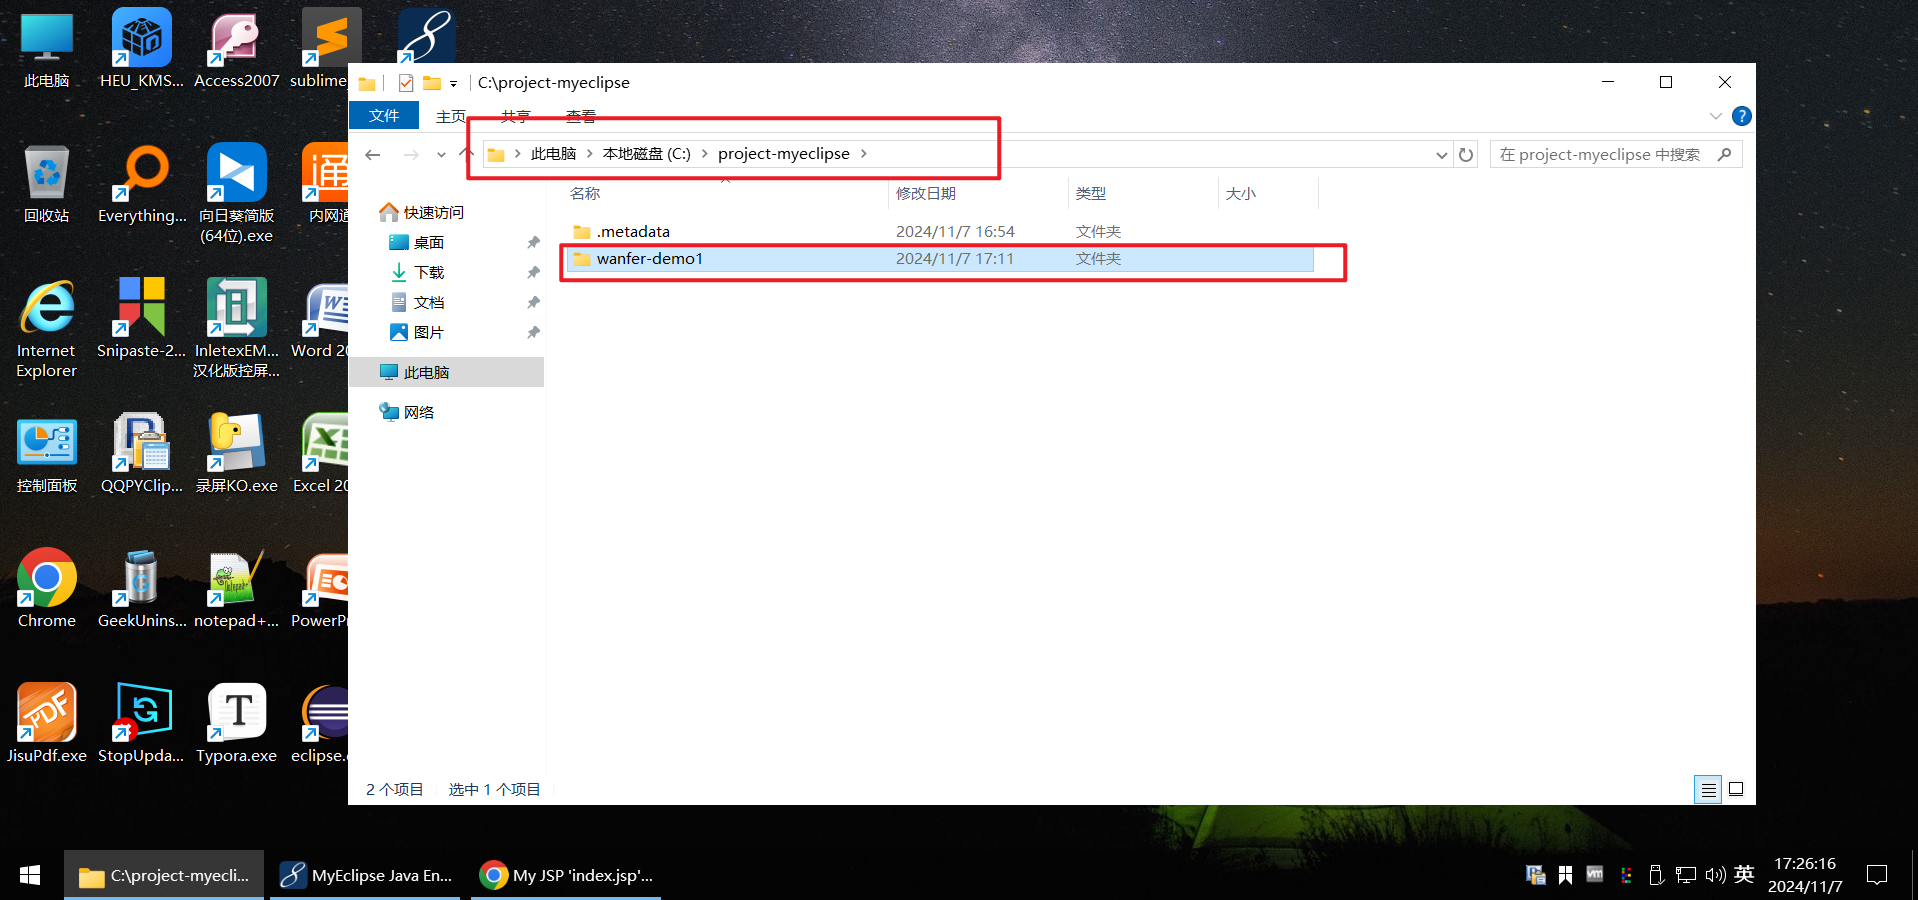 此电脑
HEU_KMS...
Access2007
sublime_
C:\project-myeclipse
文件
主页
共享
查看
此电脑
本地磁盘 (C:)
project-myeclipse
在 project-myeclipse 中搜索
回收站
Everything...
向日葵简版
(64位).exe
内网通
名称
修改日期
类型
大小
快速访问
桌面
下载
文档
图片
此电脑
网络
.metadata
2024/11/7 16:54
文件夹
wanfer-demo1
2024/11/7 17:11
文件夹
Internet
Explorer
Snipaste-2...
InletexEM...
汉化版控屏...
Word 20
控制面板
QQPYClip...
录屏KO.exe
Excel 20
Chrome
GeekUnins...
notepad+...
PowerP
JisuPdf.exe
StopUpda...
Typora.exe
eclipse.
2 个项目
选中 1 个项目
C:\project-myecli...
MyEclipse Java En...
My JSP 'index.jsp'...
英
17:26:16
2024/11/7